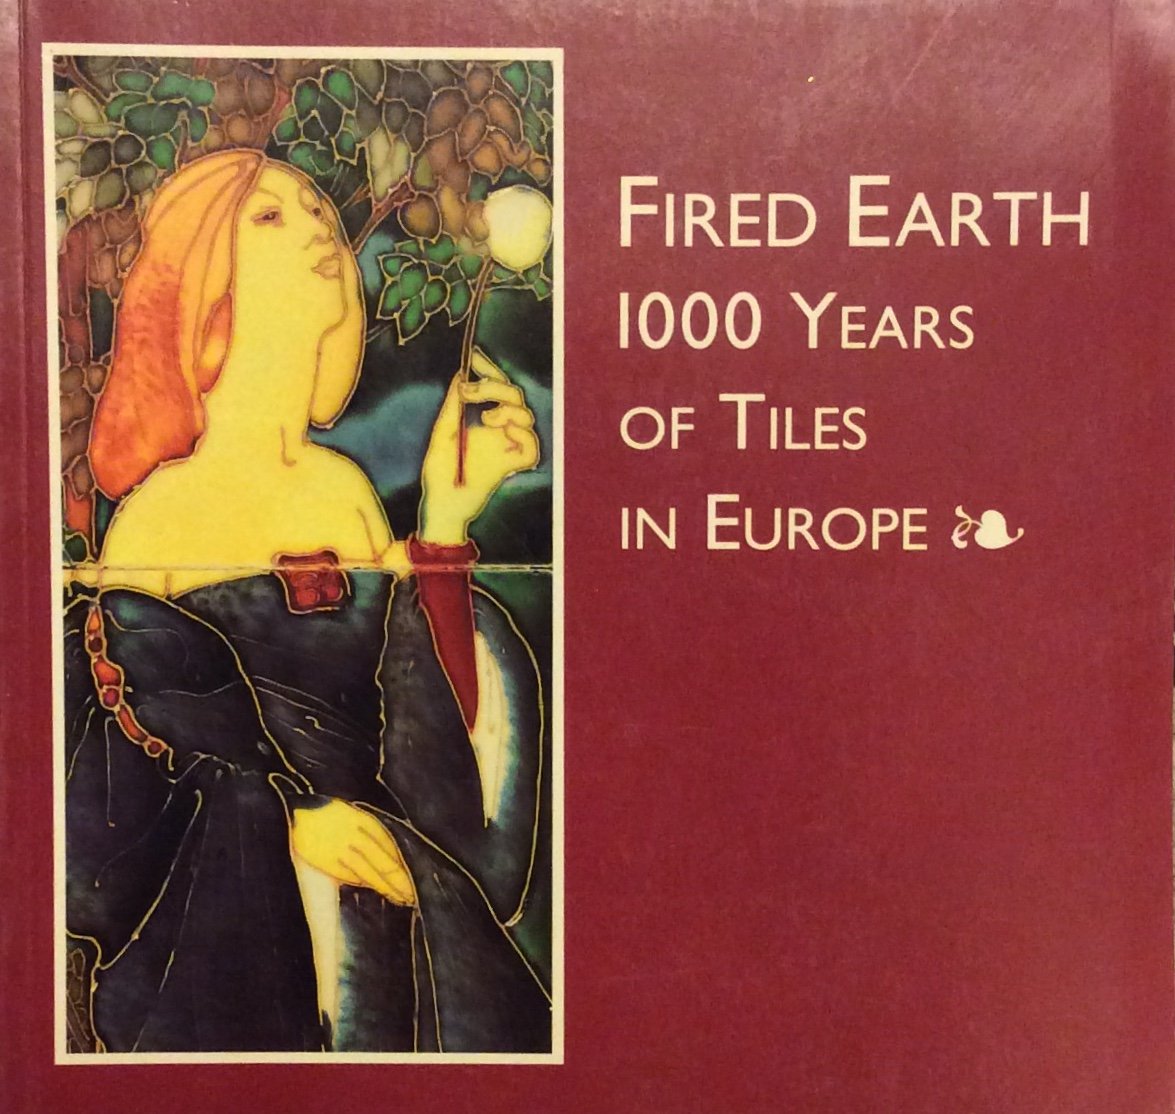 Fired Earth
1000 Years
of Tiles
in Europe